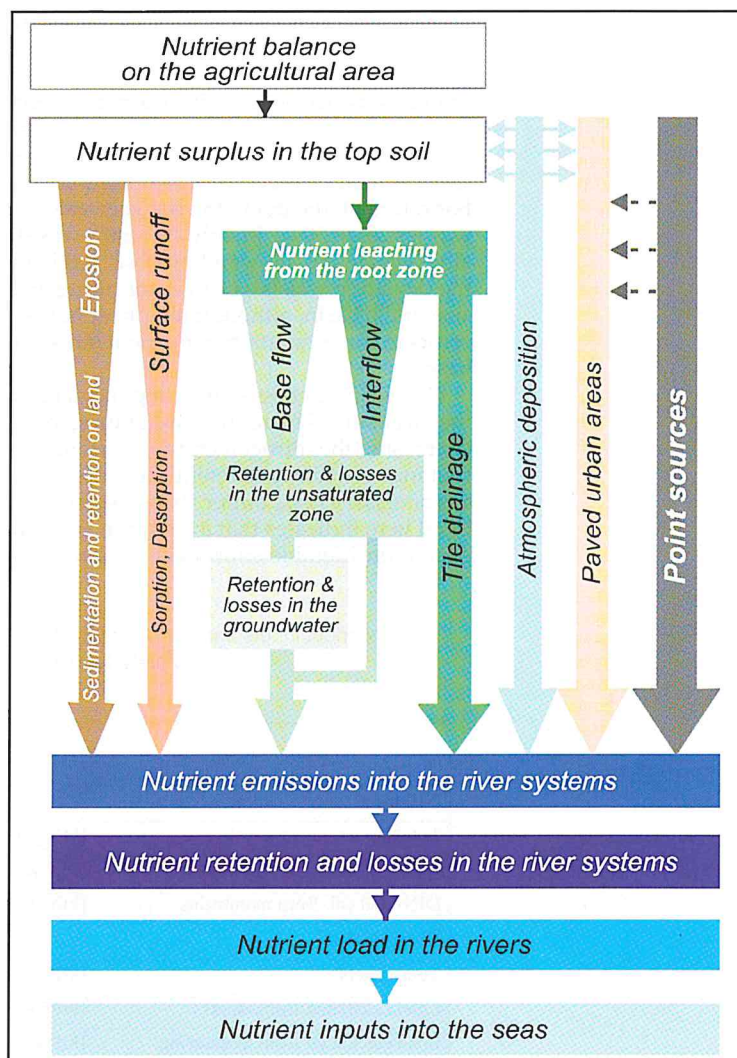 Nutrient balance
on the agricultural area
Nutrient surplus in the top soil
Erosion
Sedimentation and retention on land
Surface runoff
Sorption, Desorption
Nutrient leaching
from the root zone
Base flow
Interflow
Retention & losses
in the unsaturated
zone
Retention &
losses in the
groundwater
Tile drainage
Atmospheric deposition
Paved urban areas
Point sources
Nutrient emissions into the river systems
Nutrient retention and losses in the river systems
Nutrient load in the rivers
Nutrient inputs into the seas